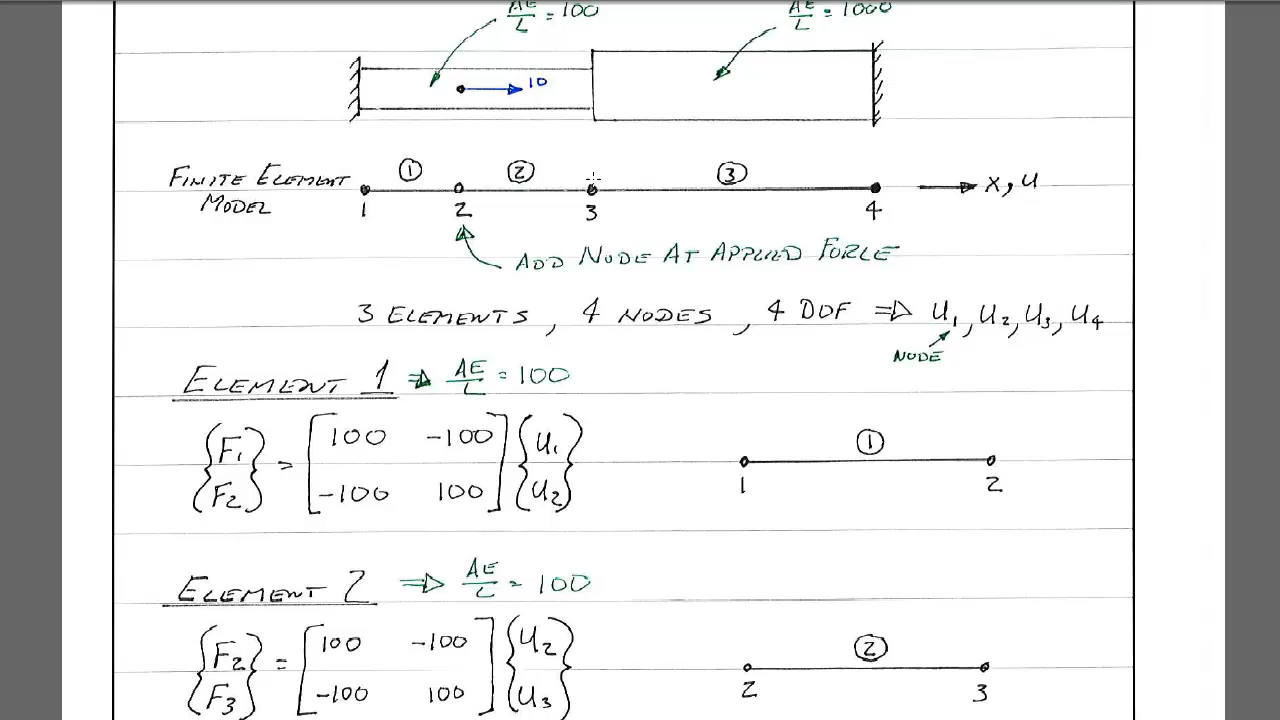 AE/L = 100
AE/L = 1000
10
FINITE ELEMENT
MODEL
① ② ③
1 2 3 4
X, U
ADD NODE AT APPLIED FORCE
3 ELEMENTS, 4 NODES, 4 DOF ⇒ U₁, U₂, U₃, U₄
NODE
ELEMENT 1 ⇒ AE/L = 100
{F₁ F₂} = [100 -100
-100 100] {U₁ U₂}
①
1 2
ELEMENT 2 ⇒ AE/L = 100
{F₂ F₃} = [100 -100
-100 100] {U₂ U₃}
②
2 3